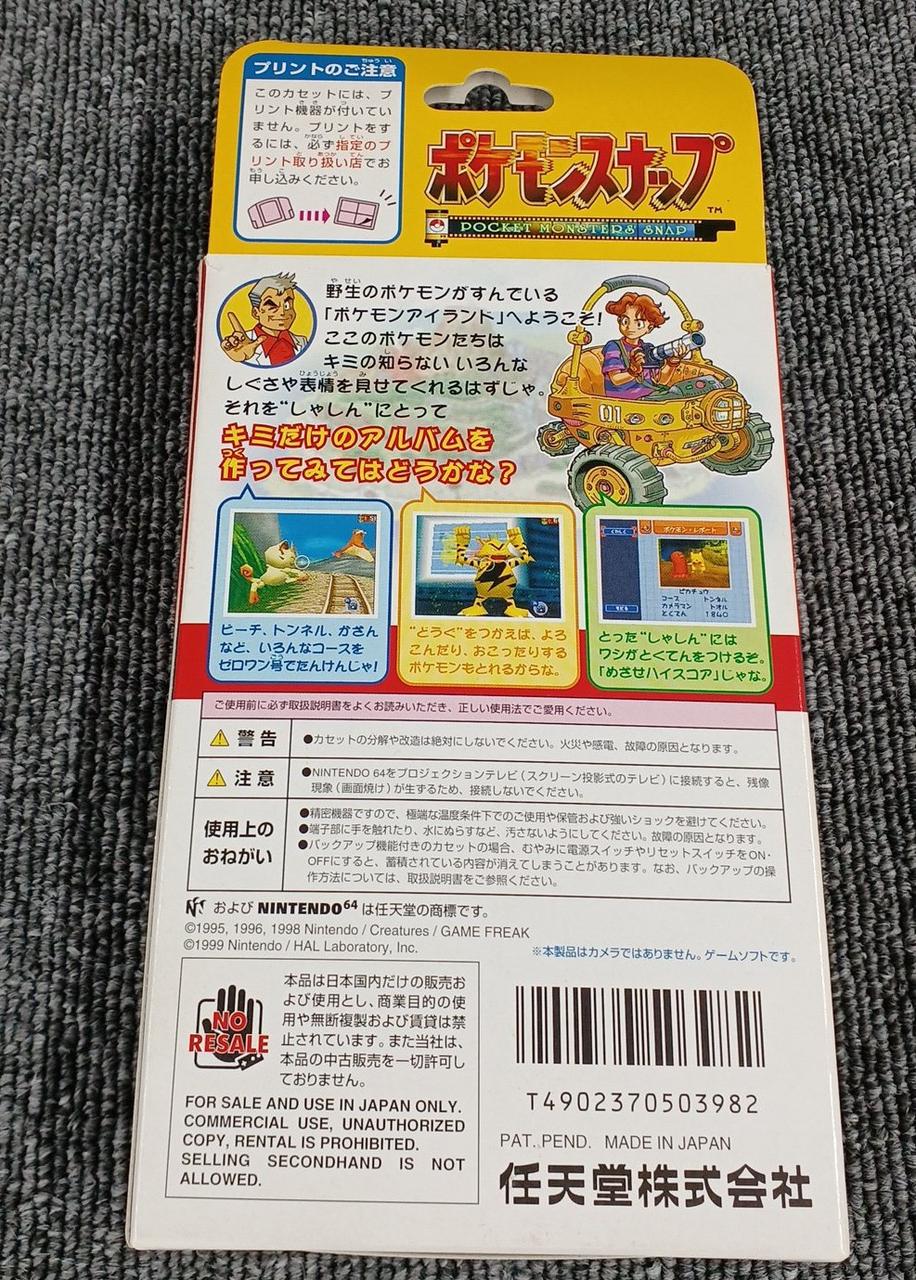 プリントのご注意
このカセットには、プ
リント機器が付いてい
ません。プリントをす
るには、必ず指定のプ
リント取り扱い店でお
申し込みください。
ポケモンスナップ
TM
POCKET MONSTERS SNAP
野生のポケモンがすんでいる
「ポケモンアイランド」へようこそ!
ここのポケモンたちは
キミの知らない いろんな
しぐさや表情を見せてくれるはずじゃ。
それを“しゃしん”にとって
キミだけのアルバムを
作ってみてはどうかな?
01
ポケモン・レポート
ピカチュウ
コース トンネル
カメラマン トオル
とくてん 1840
ビーチ、トンネル、かざん
など、いろんなコースを
ゼロワン号でたんけんじゃ!
“どうぐ”をつかえば、よろ
こんだり、おこったりする
ポケモンもとれるからな。
とった“しゃしん”には
ワシがとくてんをつけるぞ。
「めざせハイスコア」じゃな。
ご使用前に必ず取扱説明書をよくお読みいただき、正しい使用法でご愛用ください。
警告
●カセットの分解や改造は絶対にしないでください。火災や感電、故障の原因となります。
注意
●NINTENDO 64をプロジェクションテレビ(スクリーン投影式のテレビ)に接続すると、残像
現象(画面焼け)が生ずるため、接続しないでください。
使用上の
おねがい
●精密機器ですので、極端な温度条件下でのご使用や保管および強いショックを避けてください。
●端子部に手を触れたり、水にぬらすなど、汚さないようにしてください。故障の原因となります。
●バックアップ機能付きのカセットの場合、むやみに電源スイッチやリセットスイッチをON・
OFFにすると、蓄積されている内容が消えてしまうことがあります。なお、バックアップの操
作方法については、取扱説明書をご参照ください。
および NINTENDO64 は任天堂の商標です。
©1995, 1996, 1998 Nintendo / Creatures / GAME FREAK
©1999 Nintendo / HAL Laboratory, Inc.
※本製品はカメラではありません。ゲームソフトです。
NO
RESALE
本品は日本国内だけの販売お
よび使用とし、商業目的の使
用や無断複製および賃貸は禁
止されています。また当社は、
本品の中古販売を一切許可し
ておりません。
FOR SALE AND USE IN JAPAN ONLY.
COMMERCIAL USE, UNAUTHORIZED
COPY, RENTAL IS PROHIBITED.
SELLING SECONDHAND IS NOT
ALLOWED.
T4902370503982
PAT. PEND. MADE IN JAPAN
任天堂株式会社